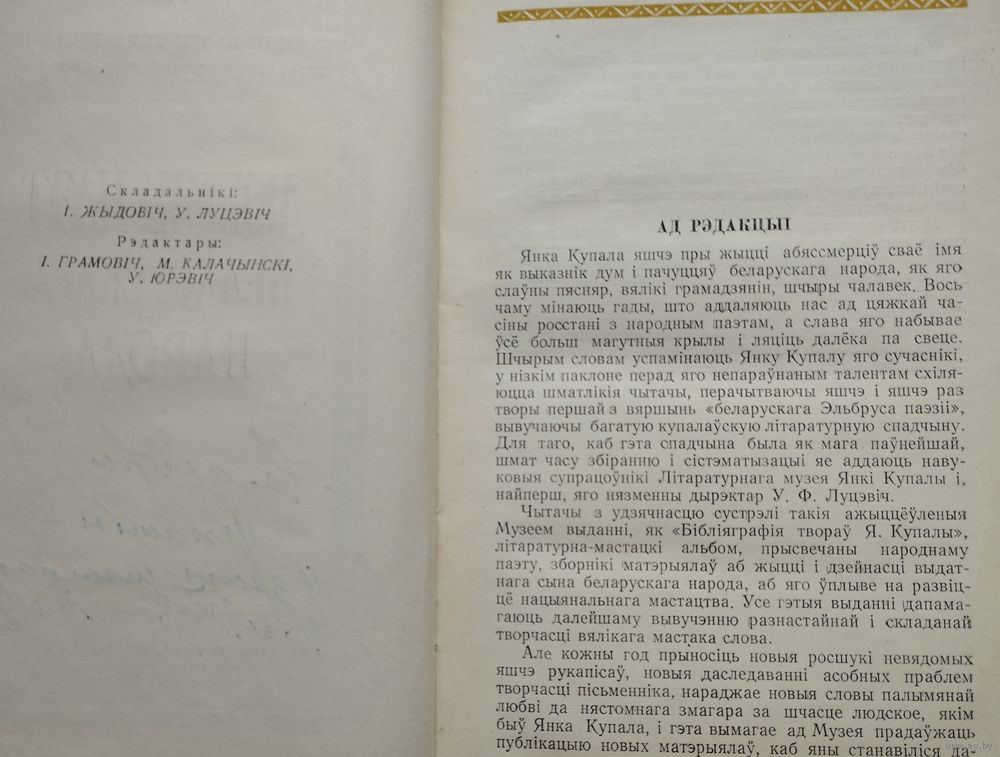 Складальнікі:
І. ЖЫДОВІЧ, У. ЛУЦЭВІЧ
Рэдактары:
І. ГРАМОВІЧ, М. КАЛАЧЫНСКІ,
У. ЮРЭВІЧ
АД РЭДАКЦЫІ
Янка Купала яшчэ пры жыцці абяссмерціў сваё імя
як выказнік дум і пачуццяў беларускага народа, як яго
слаўны пясняр, вялікі грамадзянін, шчыры чалавек. Вось
чаму мінаюць гады, што аддаляюць нас ад цяжкай ча-
сіны росстані з народным паэтам, а слава яго набывае
ўсё больш магутныя крылы і ляціць далёка па свеце.
Шчырым словам успамінаюць Янку Купалу яго сучаснікі,
у нізкім паклоне перад яго непараўнаным талентам схіля-
юцца шматлікія чытачы, перачытваючы яшчэ і яшчэ раз
творы першай з вяршынь «беларускага Эльбруса паэзіі»,
вывучаючы багатую купалаўскую літаратурную спадчыну.
Для таго, каб гэта спадчына была як мага паўнейшай,
шмат часу збіранню і сістэматызацыі яе аддаюць наву-
ковыя супрацоўнікі Літаратурнага музея Янкі Купалы і,
найперш, яго нязменны дырэктар У. Ф. Луцэвіч.
Чытачы з удзячнасцю сустрэлі такія ажыццёўленыя
Музеем выданні, як «Бібліяграфія твораў Я. Купалы»,
літаратурна-мастацкі альбом, прысвечаны народнаму
паэту, зборнікі матэрыялаў аб жыцці і дзейнасці выдат-
нага сына беларускага народа, аб яго ўплыве на развіц-
цё нацыянальнага мастацтва. Усе гэтыя выданні дапама-
гаюць далейшаму вывучэнню разнастайнай і складанай
творчасці вялікага мастака слова.
Але кожны год прыносіць новыя росшукі невядомых
яшчэ рукапісаў, новыя даследаванні асобных праблем
творчасці пісьменніка, нараджае новыя словы палымянай
любві да нястомнага змагара за шчасце людское, якім
быў Янка Купала, і гэта вымагае ад Музея прадаўжаць
публікацыю новых матэрыялаў, каб яны станавіліся да-
www.ay.by